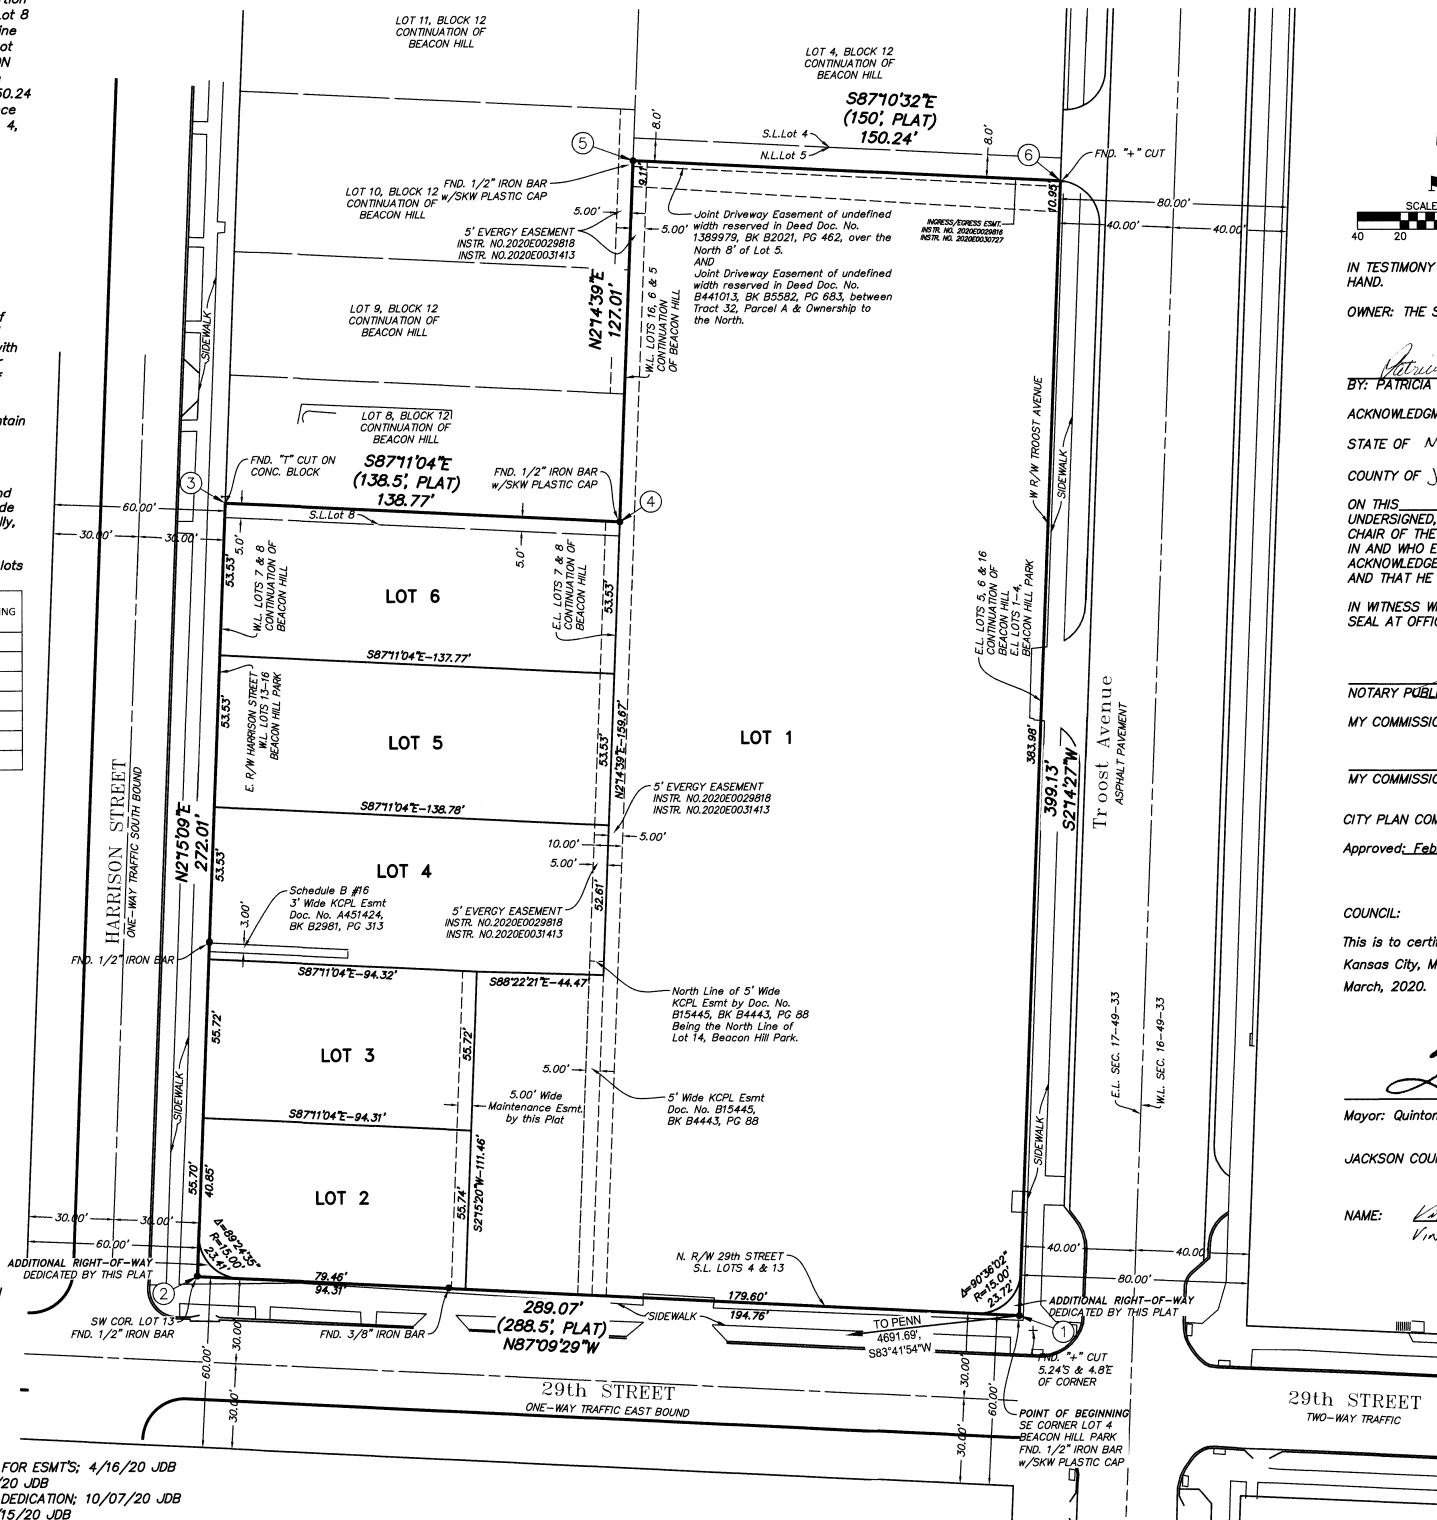 Lot 8
ine
ot
ON
50.24
ce
4,
f
with
f
ntain
nd
de
lly,
lots
NG
LOT 11, BLOCK 12
CONTINUATION OF
BEACON HILL
LOT 4, BLOCK 12
CONTINUATION OF
BEACON HILL
S87°10'32"E
(150', PLAT)
150.24'
8.0'
S.L.Lot 4
N.L.Lot 5
8.0'
5
6
FND. "+" CUT
9.11'
10.95'
FND. 1/2" IRON BAR
w/SKW PLASTIC CAP
LOT 10, BLOCK 12
CONTINUATION OF
BEACON HILL
5.00'
5.00'
5' EVERGY EASEMENT
INSTR. NO.2020E0029818
INSTR. NO.2020E0031413
Joint Driveway Easement of undefined
width reserved in Deed Doc. No.
1389979, BK B2021, PG 462, over the
North 8' of Lot 5.
AND
Joint Driveway Easement of undefined
width reserved in Deed Doc. No.
B441013, BK B5582, PG 683, between
Tract 32, Parcel A & Ownership to
the North.
INGRESS/EGRESS ESMT.
INSTR. NO. 2020E0029816
INSTR. NO. 2020E0030727
80.00'
40.00'
40.00'
SCALE
40
20
IN TESTIMONY
HAND.
OWNER: THE S
BY: PATRICIA
ACKNOWLEDGM
STATE OF
COUNTY OF
ON THIS
UNDERSIGNED,
CHAIR OF THE
IN AND WHO E
ACKNOWLEDGE
AND THAT HE
IN WITNESS W
SEAL AT OFFIC
NOTARY PUBL
MY COMMISSIO
MY COMMISSIO
CITY PLAN COM
Approved: Feb
COUNCIL:
This is to certi
Kansas City, M
March, 2020.
Mayor: Quinton
JACKSON COU
NAME:
N2°14'39"E
127.01'
W.L. LOTS 16, 6 & 5
CONTINUATION
OF BEACON HILL
LOT 9, BLOCK 12
CONTINUATION OF
BEACON HILL
SIDEWALK
LOT 8, BLOCK 12
CONTINUATION OF
BEACON HILL
FND. "T" CUT ON
CONC. BLOCK
S87°11'04"E
(138.5', PLAT)
138.77'
FND. 1/2" IRON BAR
w/SKW PLASTIC CAP
3
4
S.L.Lot 8
60.00'
30.00'
30.00'
5.0'
5.0'
53.53'
W.L. LOTS 7 & 8
CONTINUATION OF
BEACON HILL
LOT 6
E.L. LOTS 7 & 8
CONTINUATION OF
BEACON HILL
53.53'
W R/W TROOST AVENUE
SIDEWALK
E.L. LOTS 5, 6 & 16
CONTINUATION OF
BEACON HILL
E.L. LOTS 1-4,
BEACON HILL PARK
S87°11'04"E-137.77'
53.53'
E. R/W HARRISON STREET
W.L. LOTS 13-16
BEACON HILL PARK
LOT 5
53.53'
N2°14'39"E-159.67'
LOT 1
383.98'
399.13'
S2°14'27"W
Troost Avenue
ASPHALT PAVEMENT
HARRISON STREET
ONE-WAY TRAFFIC SOUTH BOUND
N2°15'09"E
272.01'
S87°11'04"E-138.78'
5' EVERGY EASEMENT
INSTR. NO.2020E0029818
INSTR. NO.2020E0031413
53.53'
LOT 4
10.00'
5.00'
5.00'
52.61'
Schedule B #16
3' Wide KCPL Esmt
Doc. No. A451424,
BK B2981, PG 313
3.00'
5' EVERGY EASEMENT
INSTR. NO.2020E0029818
INSTR. NO.2020E0031413
FND. 1/2" IRON BAR
S87°11'04"E-94.32'
S88°22'21"E-44.47'
North Line of 5' Wide
KCPL Esmt by Doc. No.
B15445, BK B4443, PG 88
Being the North Line of
Lot 14, Beacon Hill Park.
55.72'
LOT 3
55.72'
5.00'
5.00' Wide
Maintenance Esmt.
by this Plat
5' Wide KCPL Esmt
Doc. No. B15445,
BK B4443, PG 88
S87°11'04"E-94.31'
SIDEWALK
E.L. SEC. 17-49-33
W.L. SEC. 16-49-33
SIDEWALK
55.70'
40.85'
LOT 2
55.74'
S2°15'20"W-111.46'
30.00'
30.00'
60.00'
Δ=89°24'35"
R=15.00'
23.41'
ADDITIONAL RIGHT-OF-WAY
DEDICATED BY THIS PLAT
2
79.46'
94.31'
N. R/W 29th STREET
S.L. LOTS 4 & 13
Δ=90°36'02"
R=15.00'
23.72'
40.00'
40.00'
80.00'
ADDITIONAL RIGHT-OF-WAY
DEDICATED BY THIS PLAT
SW COR. LOT 13
FND. 1/2" IRON BAR
FND. 3/8" IRON BAR
289.07'
(288.5', PLAT)
N87°09'29"W
SIDEWALK
179.60'
194.76'
TO PENN
4691.69',
S83°41'54"W
1
FND. "+" CUT
5.24'S & 4.8'E
OF CORNER
60.00'
30.00'
30.00'
29th STREET
ONE-WAY TRAFFIC EAST BOUND
30.00'
60.00'
30.00'
POINT OF BEGINNING
SE CORNER LOT 4
BEACON HILL PARK
FND. 1/2" IRON BAR
w/SKW PLASTIC CAP
29th STREET
TWO-WAY TRAFFIC
FOR ESMT'S; 4/16/20 JDB
/20 JDB
DEDICATION; 10/07/20 JDB
/15/20 JDB